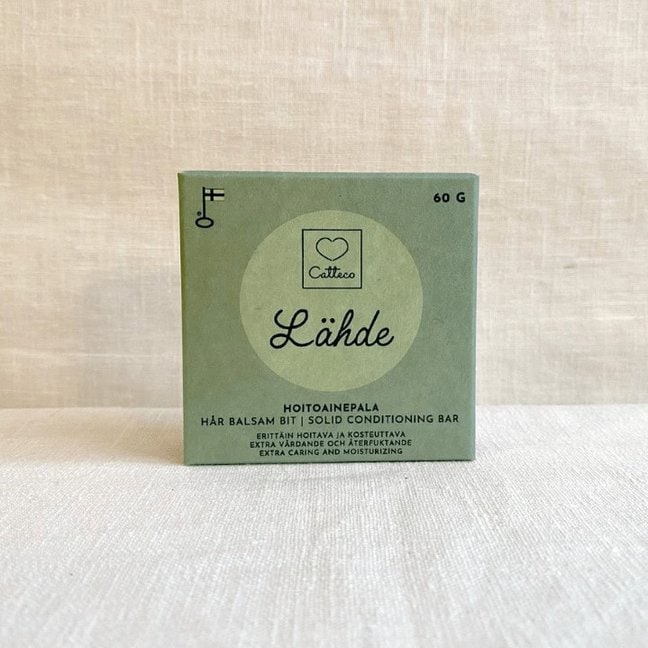 60 G
Catteco
Lähde
HOITOAINEPALA
HÅR BALSAM BIT | SOLID CONDITIONING BAR
ERITTÄIN HOITAVA JA KOSTEUTTAVA
EXTRA VÅRDANDE OCH ÅTERFUKTANDE
EXTRA CARING AND MOISTURIZING